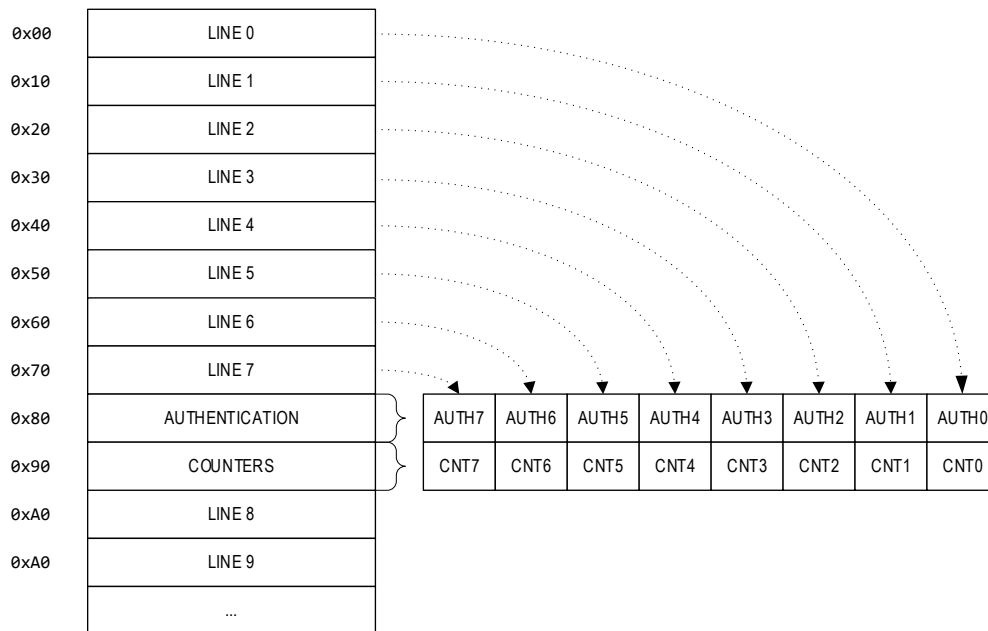 0x00 LINE 0
0x10 LINE 1
0x20 LINE 2
0x30 LINE 3
0x40 LINE 4
0x50 LINE 5
0x60 LINE 6
0x70 LINE 7
0x80 AUTHENTICATION AUTH7 AUTH6 AUTH5 AUTH4 AUTH3 AUTH2 AUTH1 AUTH0
0x90 COUNTERS CNT7 CNT6 CNT5 CNT4 CNT3 CNT2 CNT1 CNT0
0xA0 LINE 8
0xA0 LINE 9
...